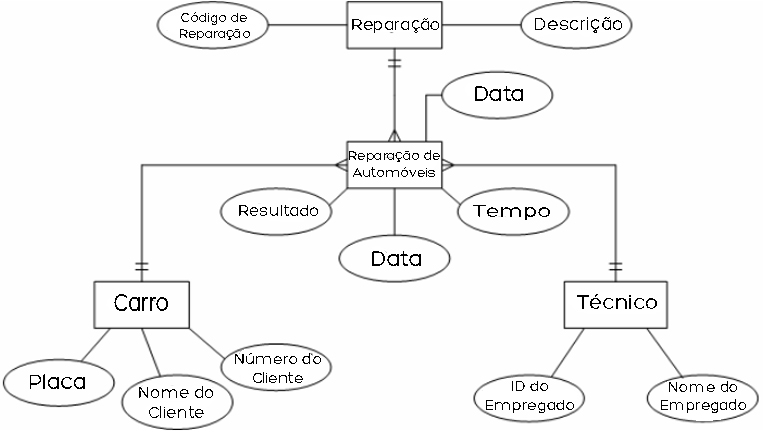 Código de
Reparação
Reparação
Descrição
Data
Reparação de
Automóveis
Resultado
Tempo
Data
Carro
Técnico
Placa
Nome do
Cliente
Número do
Cliente
ID do
Empregado
Nome do
Empregado